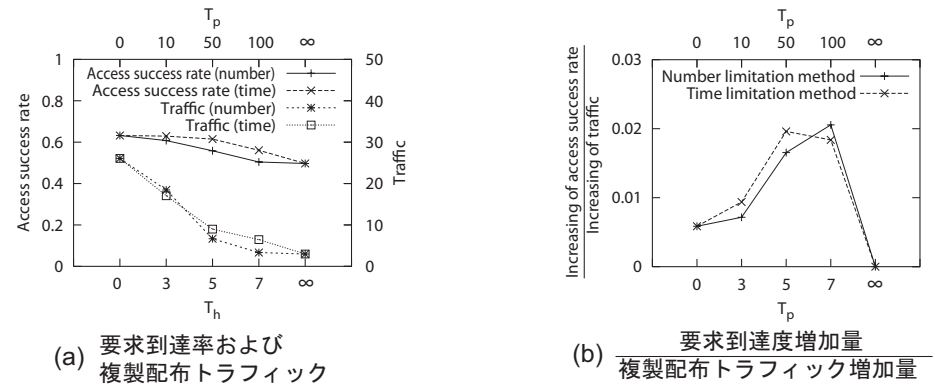 T_p
0 10 50 100 ∞
1 50
Access success rate (number)
Access success rate (time)
Traffic (number)
Traffic (time)
0.8 40
0.6 30
0.4 20
0.2 10
0 0
Access success rate
Traffic
0 3 5 7 ∞
T_h
(a) 要求到達率および
複製配布トラフィック
T_p
0 10 50 100 ∞
0.03
Number limitation method
Time limitation method
0.02
0.01
0
Increasing of access success rate
Increasing of traffic
0 3 5 7 ∞
T_p
(b) 要求到達度増加量
複製配布トラフィック増加量